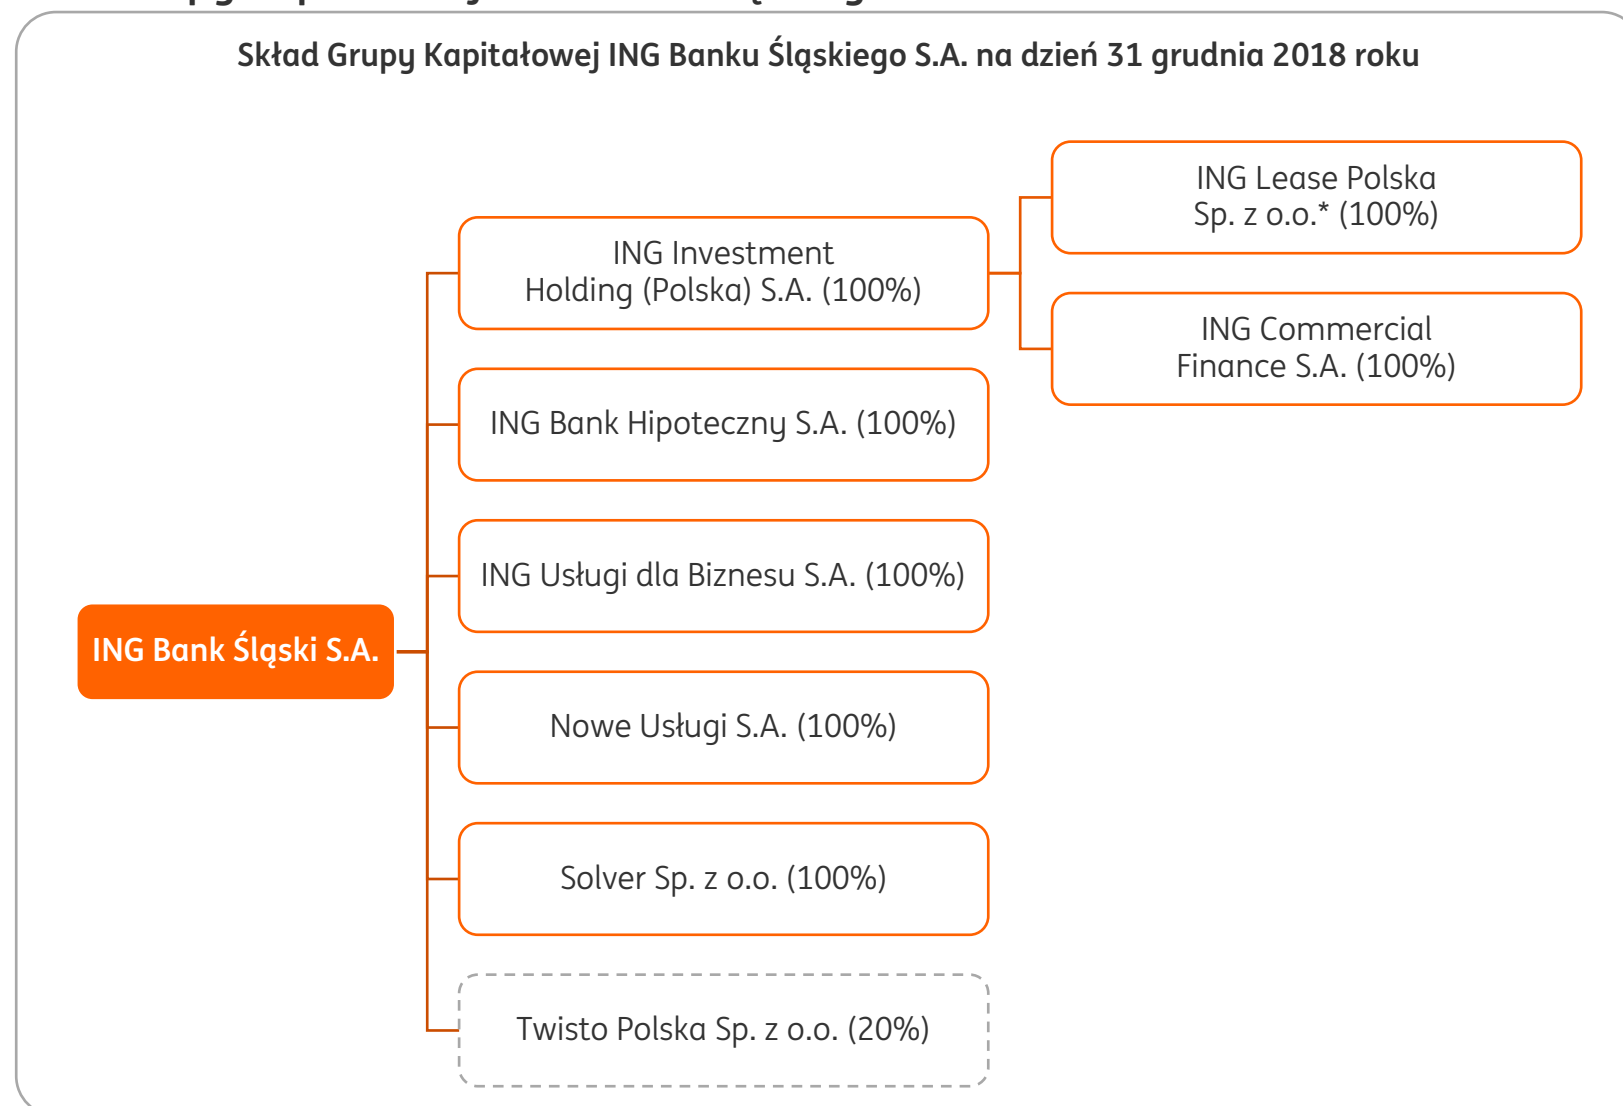 Skład Grupy Kapitałowej ING Banku Śląskiego S.A. na dzień 31 grudnia 2018 roku
ING Lease Polska
Sp. z o.o.* (100%)
ING Investment
Holding (Polska) S.A. (100%)
ING Commercial
Finance S.A. (100%)
ING Bank Hipoteczny S.A. (100%)
ING Usługi dla Biznesu S.A. (100%)
ING Bank Śląski S.A.
Nowe Usługi S.A. (100%)
Solver Sp. z o.o. (100%)
Twisto Polska Sp. z o.o. (20%)